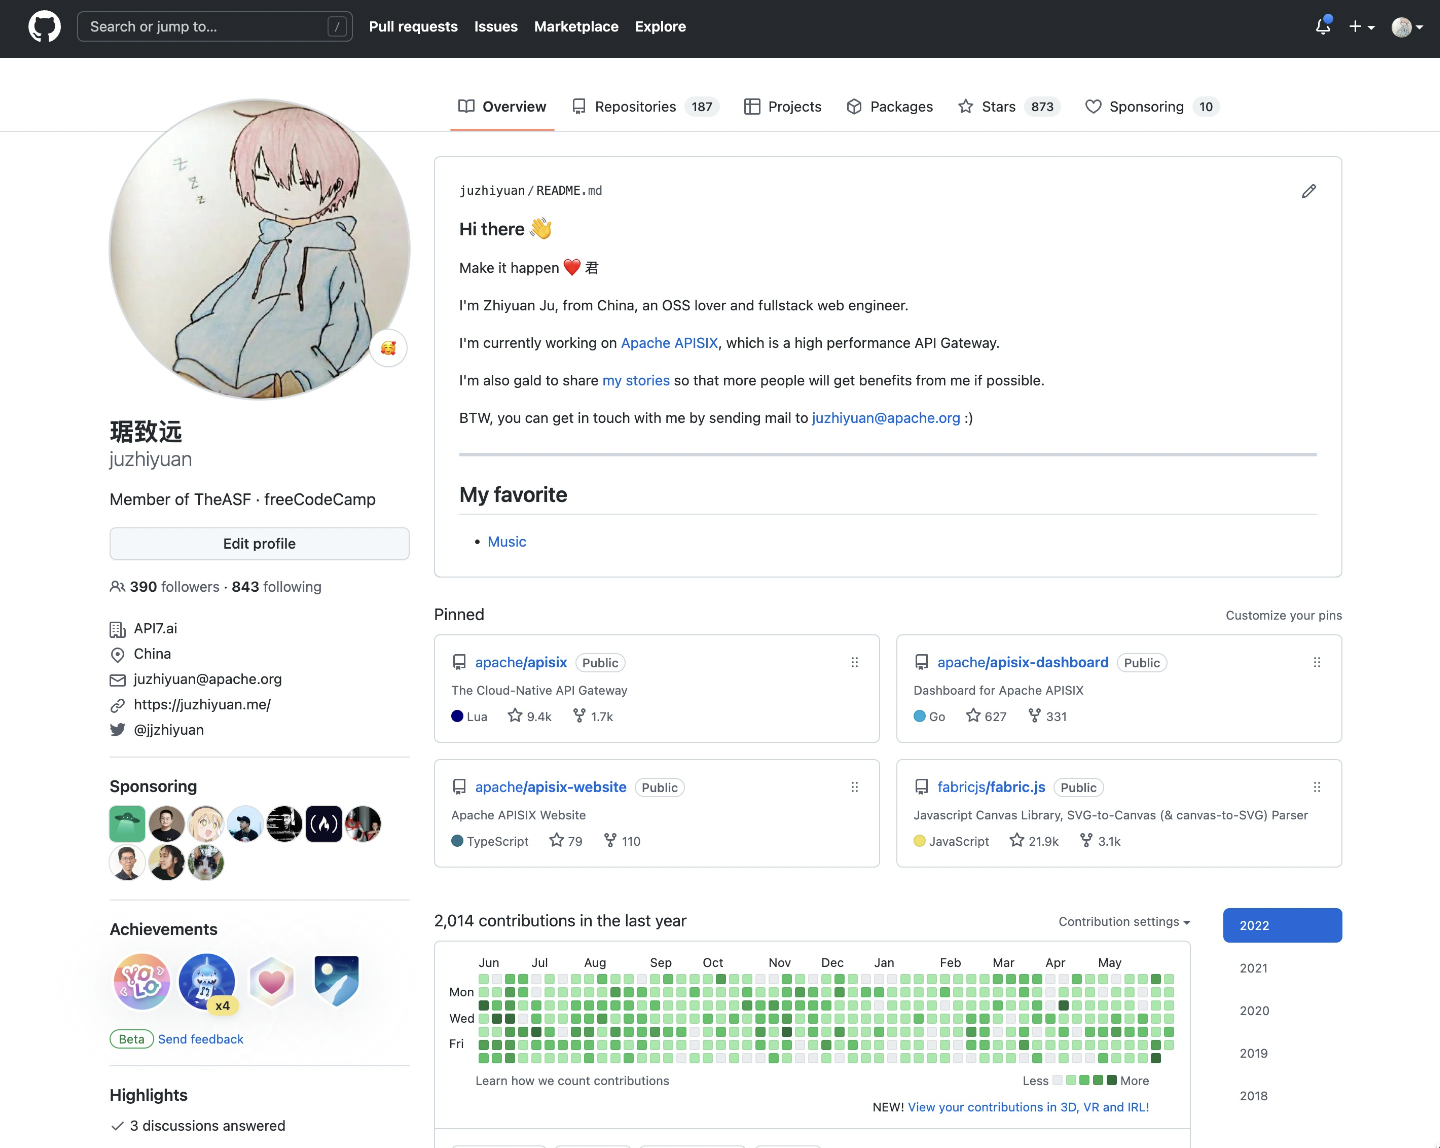 Search or jump to...
/
Pull requests
Issues
Marketplace
Explore
Overview
Repositories 187
Projects
Packages
Stars 873
Sponsoring 10
z
z
z
琚致远
juzhiyuan
Member of TheASF · freeCodeCamp
Edit profile
390 followers · 843 following
API7.ai
China
juzhiyuan@apache.org
https://juzhiyuan.me/
@jjzhiyuan
Sponsoring
Achievements
YOLO
x4
Beta Send feedback
Highlights
3 discussions answered
juzhiyuan/README.md
Hi there 👋
Make it happen ❤️ 君
I'm Zhiyuan Ju, from China, an OSS lover and fullstack web engineer.
I'm currently working on Apache APISIX, which is a high performance API Gateway.
I'm also gald to share my stories so that more people will get benefits from me if possible.
BTW, you can get in touch with me by sending mail to juzhiyuan@apache.org :)
My favorite
• Music
Pinned
Customize your pins
apache/apisix Public
The Cloud-Native API Gateway
Lua 9.4k 1.7k
apache/apisix-dashboard Public
Dashboard for Apache APISIX
Go 627 331
apache/apisix-website Public
Apache APISIX Website
TypeScript 79 110
fabricjs/fabric.js Public
Javascript Canvas Library, SVG-to-Canvas (& canvas-to-SVG) Parser
JavaScript 21.9k 3.1k
2,014 contributions in the last year
Contribution settings
Jun Jul Aug Sep Oct Nov Dec Jan Feb Mar Apr May
Mon
Wed
Fri
Learn how we count contributions
Less More
NEW! View your contributions in 3D, VR and IRL!
2022
2021
2020
2019
2018